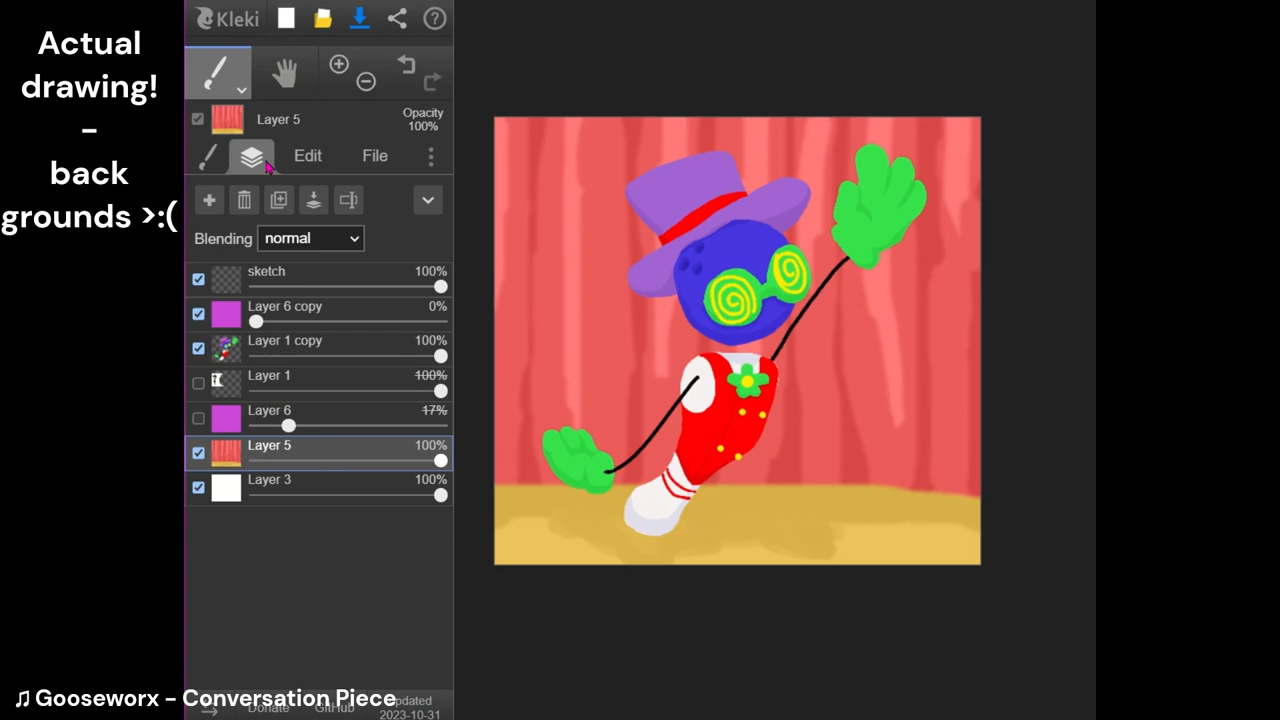 Actual
drawing!
-
back
grounds >:(
Kleki
Layer 5
Opacity
100%
Edit
File
Blending
normal
sketch
100%
Layer 6 copy
0%
Layer 1 copy
100%
Layer 1
100%
Layer 6
17%
Layer 5
100%
Layer 3
100%
♫ Gooseworx – Conversation Piece
Donate
GitHub
2023-10-31